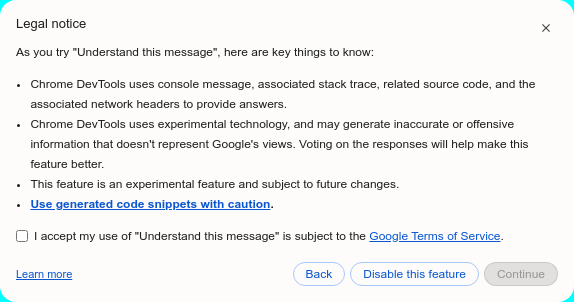 Legal notice
As you try "Understand this message", here are key things to know:
• Chrome DevTools uses console message, associated stack trace, related source code, and the
associated network headers to provide answers.
• Chrome DevTools uses experimental technology, and may generate inaccurate or offensive
information that doesn't represent Google's views. Voting on the responses will help make this
feature better.
• This feature is an experimental feature and subject to future changes.
• Use generated code snippets with caution.
I accept my use of "Understand this message" is subject to the Google Terms of Service.
Learn more Back Disable this feature Continue